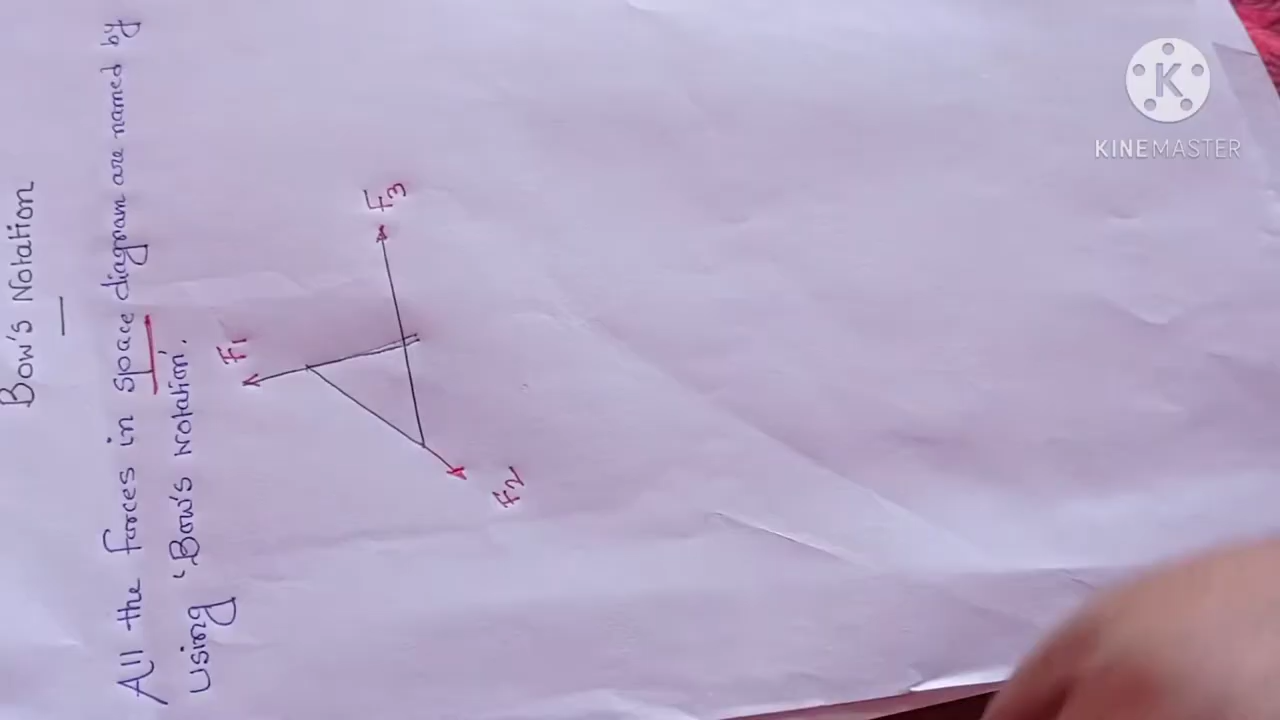 Bow's Notation
All the forces in space diagram are named by
using 'Bow's Notation'.
F1
F3
F2
KINEMASTER